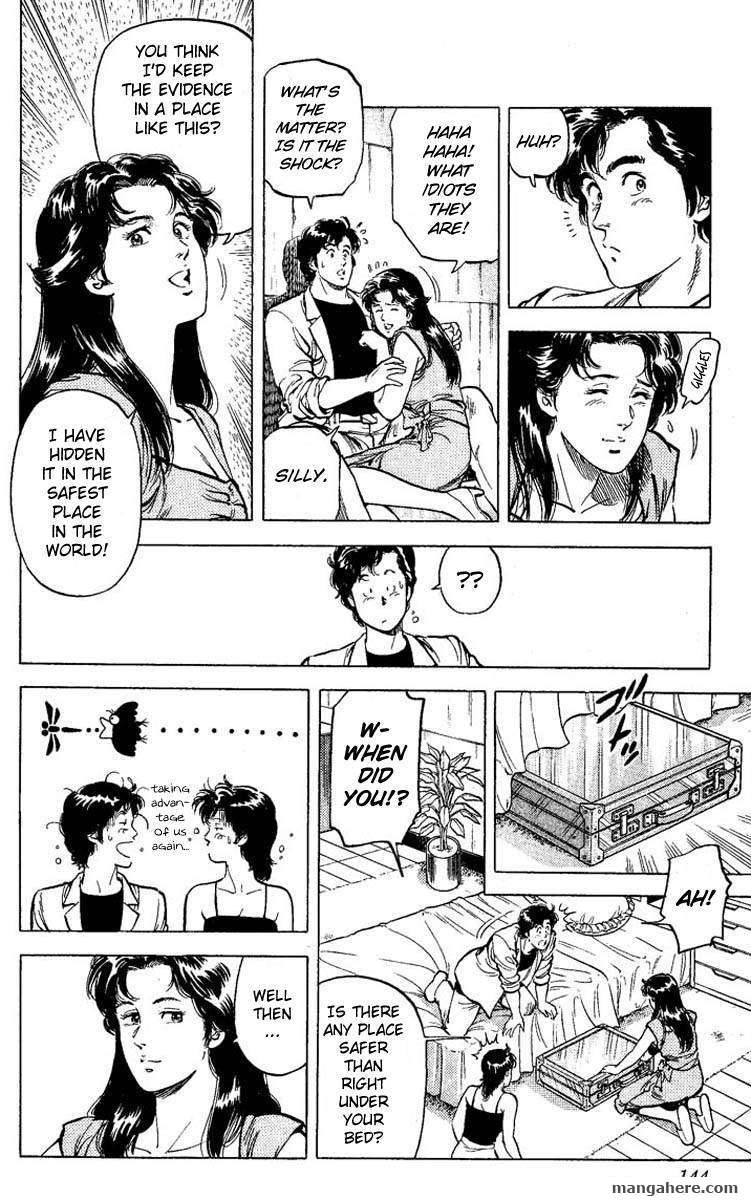 HUH?
HAHA
HAHA!
WHAT
IDIOTS
THEY
ARE!
WHAT'S
THE
MATTER?
IS IT THE
SHOCK?
GIGGLES
SILLY.
YOU THINK
I'D KEEP
THE EVIDENCE
IN A PLACE
LIKE THIS?
I HAVE
HIDDEN
IT IN THE
SAFEST
PLACE
IN THE
WORLD!
??
ゴソッ
AH!
W-
WHEN
DID
YOU!?
IS THERE
ANY PLACE
SAFER
THAN
RIGHT
UNDER
YOUR
BED?
taking
advan-
tage
of us
again...
WELL
THEN
...
144
mangahere.com